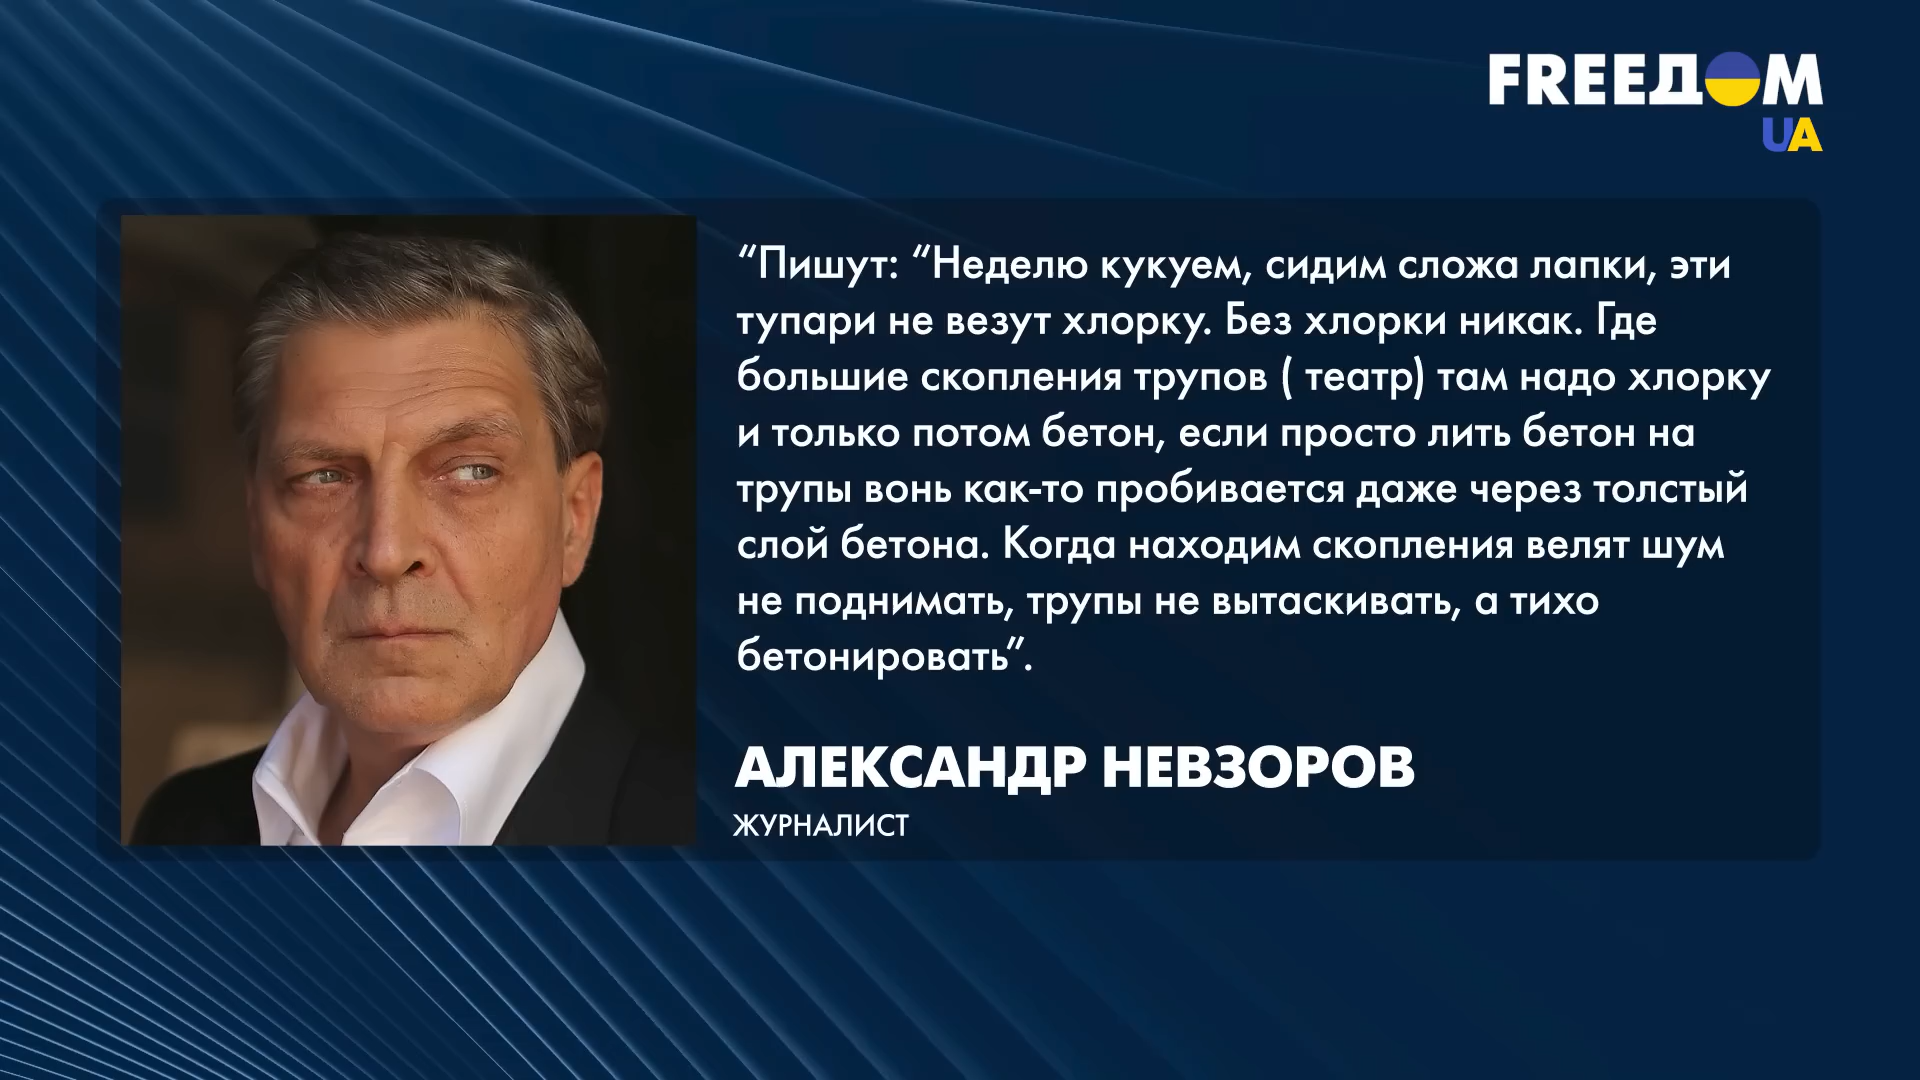 FREEДOM
UA
“Пишут: “Неделю кукуем, сидим сложа лапки, эти
тупари не везут хлорку. Без хлорки никак. Где
большие скопления трупов ( театр) там надо хлорку
и только потом бетон, если просто лить бетон на
трупы вонь как-то пробивается даже через толстый
слой бетона. Когда находим скопления велят шум
не поднимать, трупы не вытаскивать, а тихо
бетонировать”.
АЛЕКСАНДР НЕВЗОРОВ
ЖУРНАЛИСТ